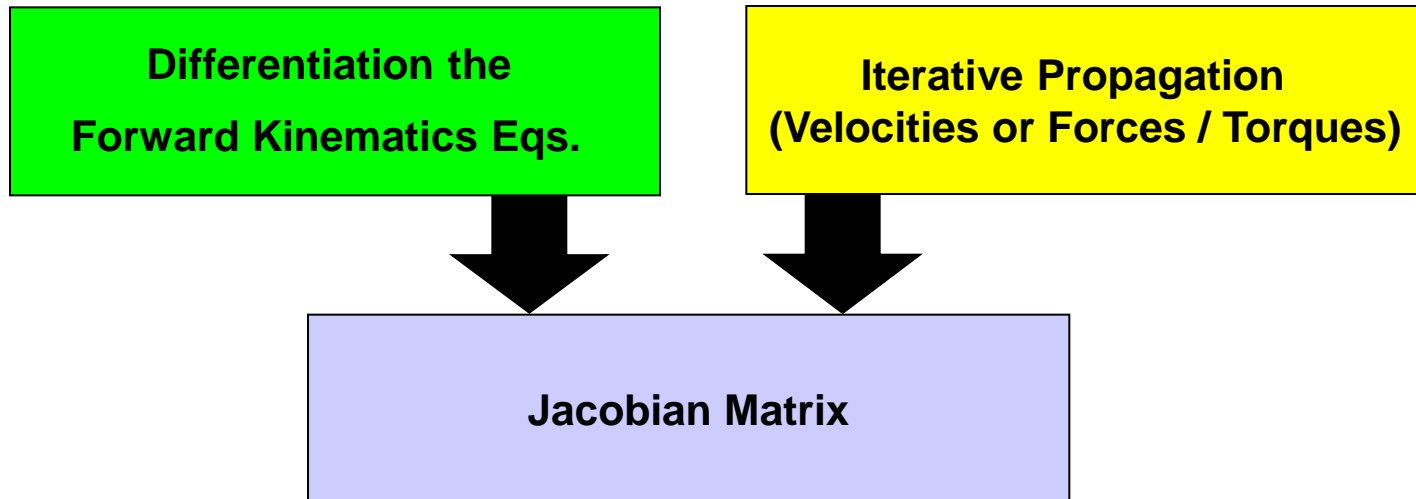 Differentiation the
Forward Kinematics Eqs.
Iterative Propagation
(Velocities or Forces / Torques)
Jacobian Matrix